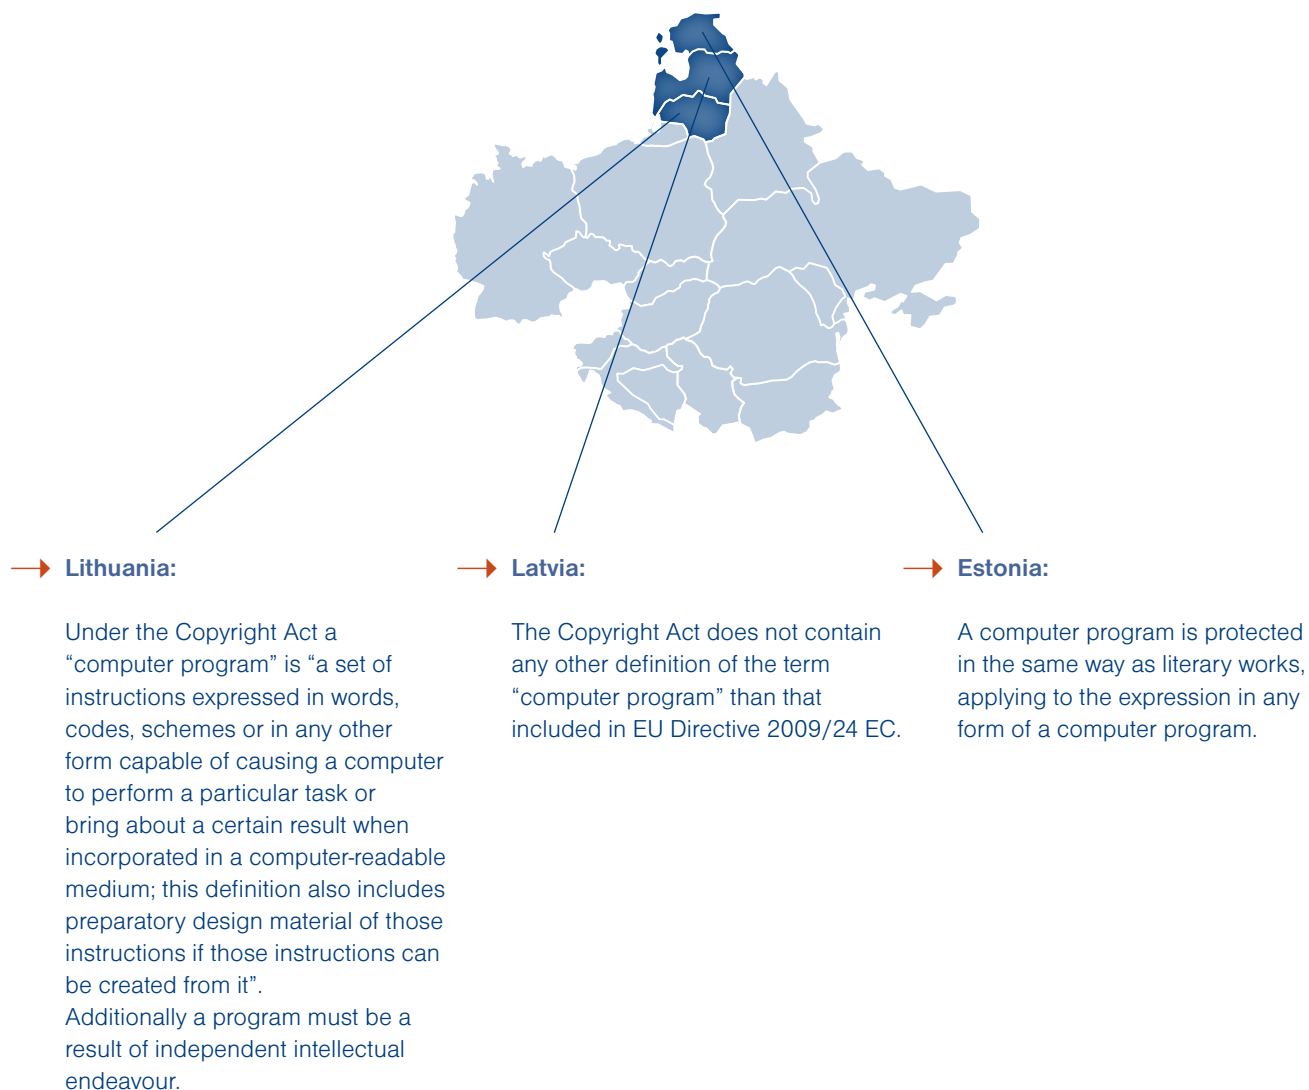 Lithuania:
Under the Copyright Act a
“computer program” is “a set of
instructions expressed in words,
codes, schemes or in any other
form capable of causing a computer
to perform a particular task or
bring about a certain result when
incorporated in a computer-readable
medium; this definition also includes
preparatory design material of those
instructions if those instructions can
be created from it”.
Additionally a program must be a
result of independent intellectual
endeavour.
Latvia:
The Copyright Act does not contain
any other definition of the term
“computer program” than that
included in EU Directive 2009/24 EC.
Estonia:
A computer program is protected
in the same way as literary works,
applying to the expression in any
form of a computer program.